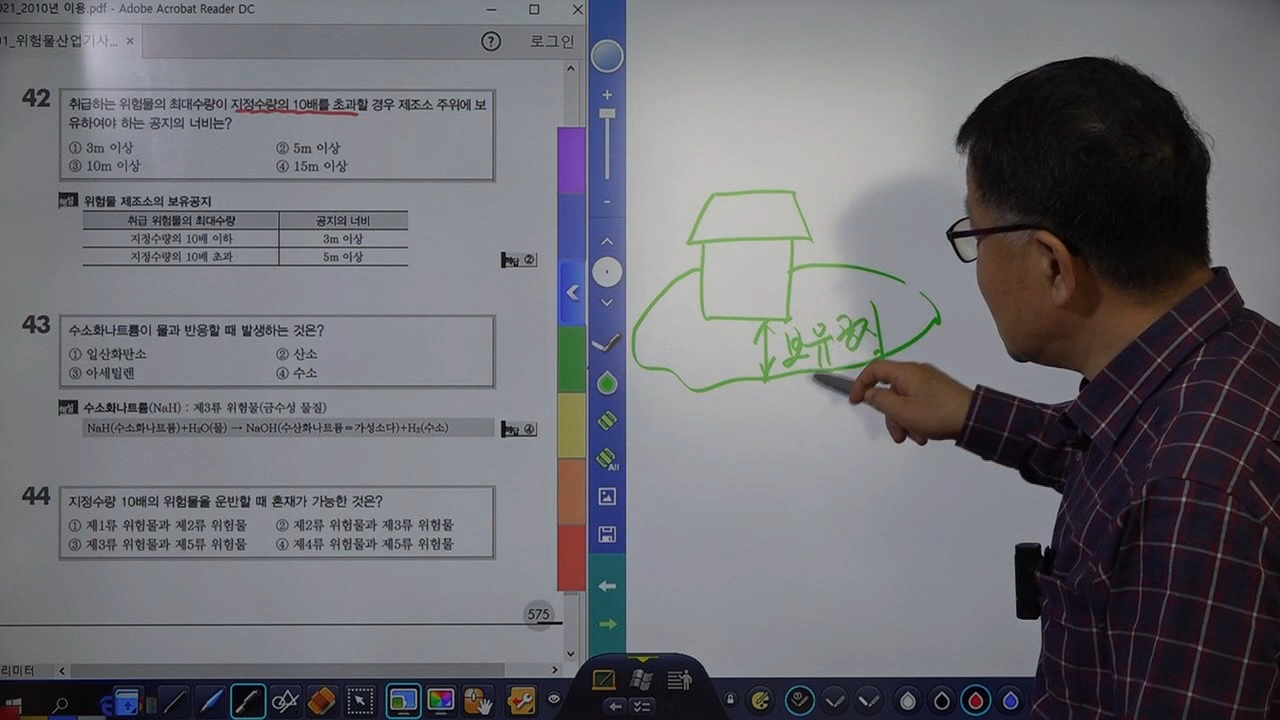 021_2010년 이용.pdf - Adobe Acrobat Reader DC
01_위험물산업기사... ×
로그인
42
취급하는 위험물의 최대수량이 지정수량의 10배를 초과할 경우 제조소 주위에 보
유하여야 하는 공지의 너비는?
① 3m 이상 ② 5m 이상
③ 10m 이상 ④ 15m 이상
해설 위험물 제조소의 보유공지
취급 위험물의 최대수량 공지의 너비
지정수량의 10배 이하 3m 이상
지정수량의 10배 초과 5m 이상
해답 ②
43
수소화나트륨이 물과 반응할 때 발생하는 것은?
① 일산화탄소 ② 산소
③ 아세틸렌 ④ 수소
해설 수소화나트륨(NaH) : 제3류 위험물(금수성 물질)
NaH(수소화나트륨)+H₂O(물) → NaOH(수산화나트륨=가성소다)+H₂(수소)
해답 ④
44
지정수량 10배의 위험물을 운반할 때 혼재가 가능한 것은?
① 제1류 위험물과 제2류 위험물 ② 제2류 위험물과 제3류 위험물
③ 제3류 위험물과 제5류 위험물 ④ 제4류 위험물과 제5류 위험물
575
리미터
All
보유공지